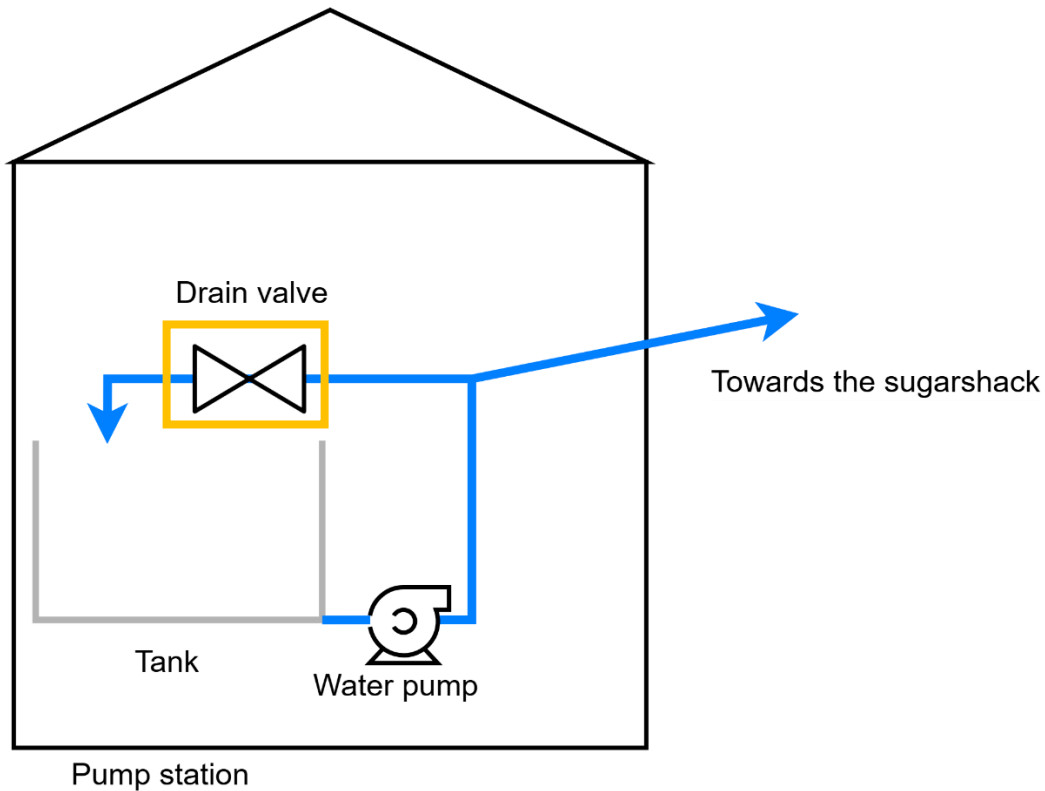 Drain valve
Towards the sugarshack
Tank
Water pump
Pump station